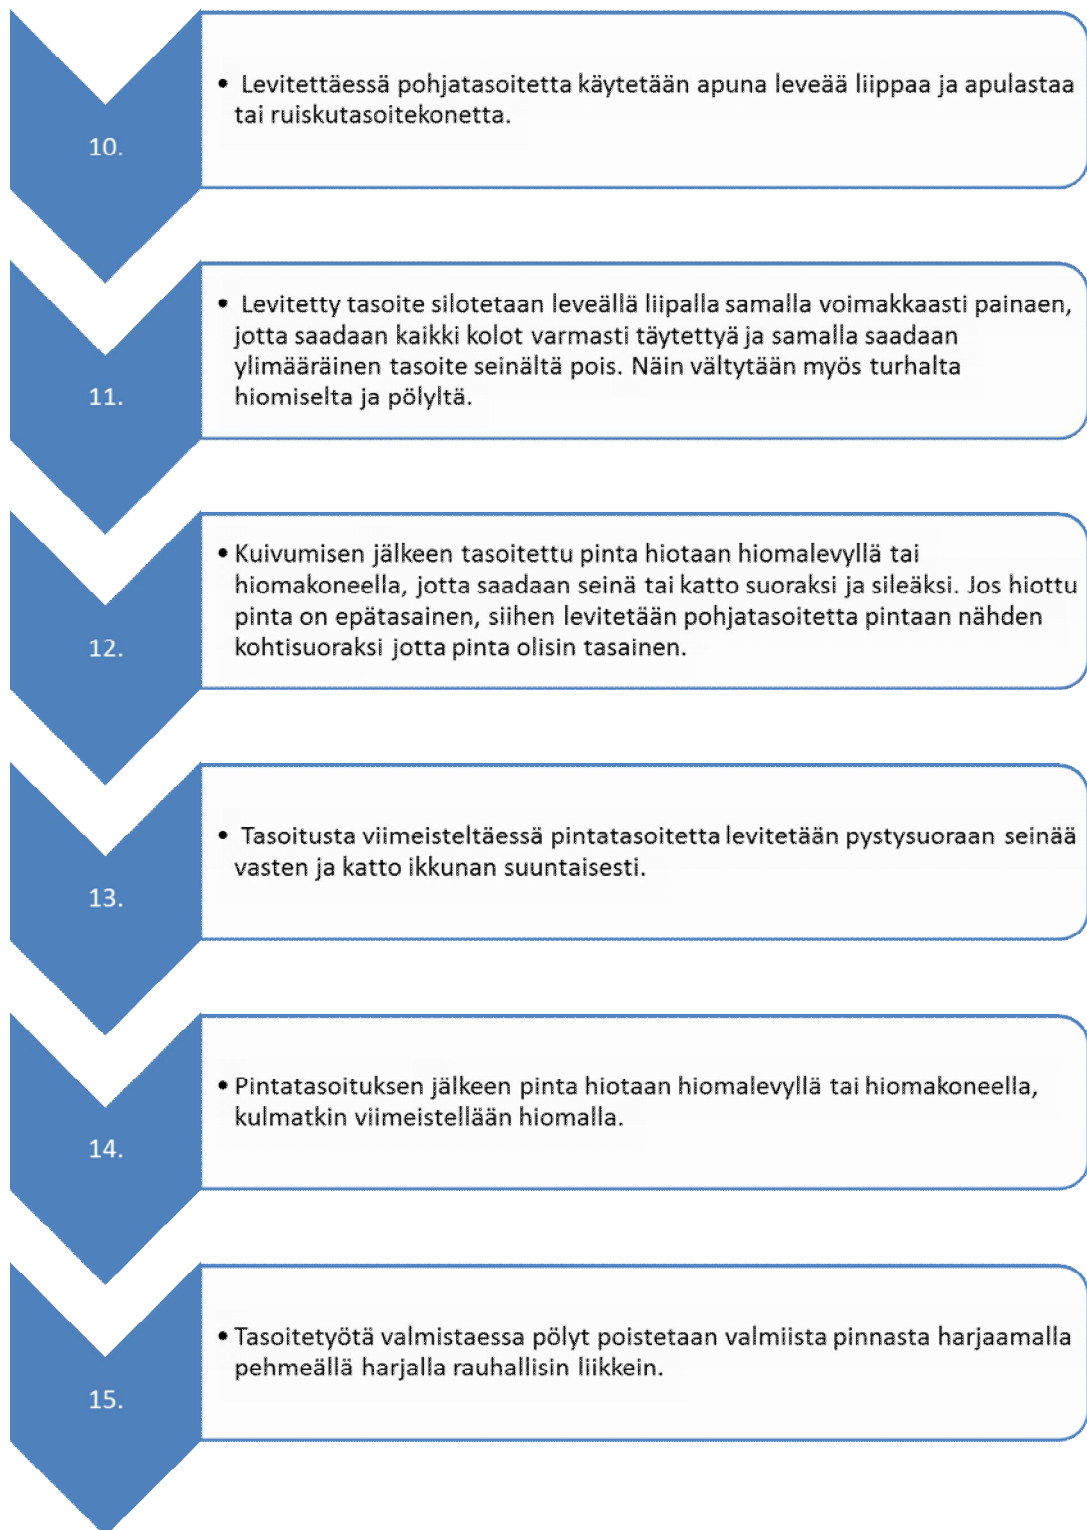 10.
• Levitettäessä pohjatasoitetta käytetään apuna leveää liippaa ja apulastaa
tai ruiskutasoitekonetta.
11.
• Levitetty tasoite silotetaan leveällä liipalla samalla voimakkaasti painaen,
jotta saadaan kaikki kolot varmasti täytettyä ja samalla saadaan
ylimääräinen tasoite seinältä pois. Näin vältytään myös turhalta
hiomiselta ja pölyltä.
12.
• Kuivumisen jälkeen tasoitettu pinta hiotaan hiomalevyllä tai
hiomakoneella, jotta saadaan seinä tai katto suoraksi ja sileäksi. Jos hiottu
pinta on epätasainen, siihen levitetään pohjatasoitetta pintaan nähden
kohtisuoraksi jotta pinta olisin tasainen.
13.
• Tasoitusta viimeisteltäessä pintatasoitetta levitetään pystysuoraan seinää
vasten ja katto ikkunan suuntaisesti.
14.
• Pintatasoituksen jälkeen pinta hiotaan hiomalevyllä tai hiomakoneella,
kulmatkin viimeistellään hiomalla.
15.
• Tasoitetyötä valmistaessa pölyt poistetaan valmiista pinnasta harjaamalla
pehmeällä harjalla rauhallisin liikkein.